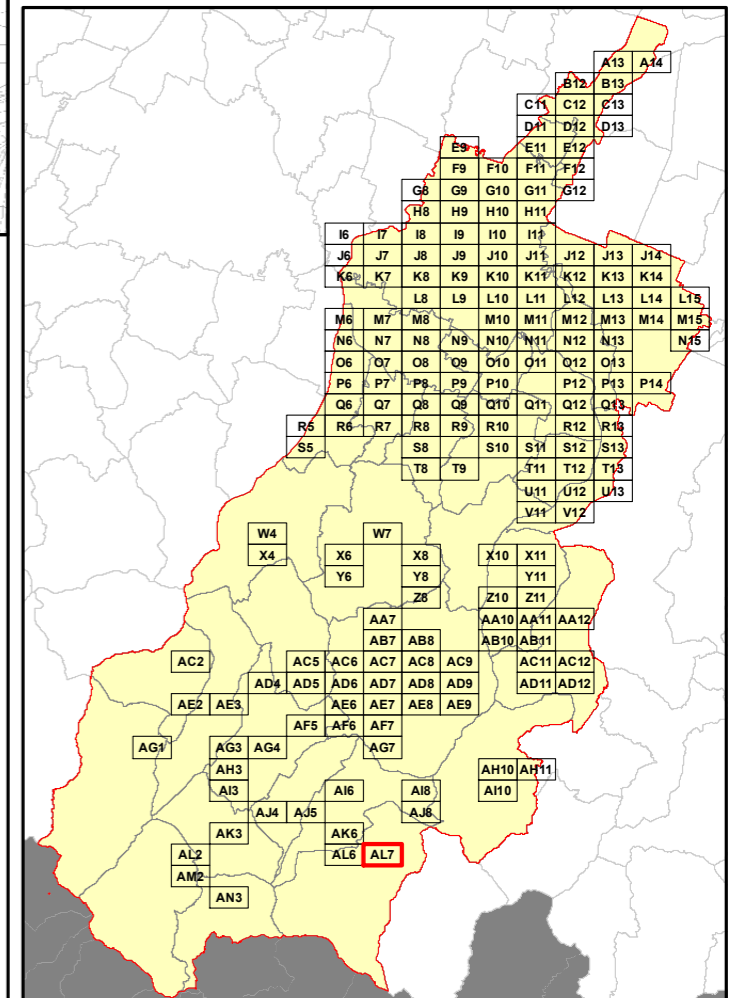 A13 A14
B12 B13
C11 C12 C13
D11 D12 D13
E9 E11 E12
F9 F10 F11 F12
G8 G9 G10 G11 G12
H8 H9 H10 H11
I6 I7 I8 I9 I10 I11
J6 J7 J8 J9 J10 J11 J12 J13 J14
K6 K7 K8 K9 K10 K11 K12 K13 K14
L8 L9 L10 L11 L12 L13 L14 L15
M6 M7 M8 M10 M11 M12 M13 M14 M15
N6 N7 N8 N9 N10 N11 N12 N13 N15
O6 O7 O8 O9 O10 O11 O12 O13
P6 P7 P8 P9 P10 P12 P13 P14
Q6 Q7 Q8 Q9 Q10 Q11 Q12 Q13
R5 R6 R7 R8 R9 R10 R12 R13
S5 S8 S10 S11 S12 S13
T8 T9 T11 T12 T13
U11 U12 U13
V11 V12
W4 W7
X4 X6 X8 X10 X11
Y6 Y8 Y11
Z8 Z10 Z11
AA7 AA10 AA11 AA12
AB7 AB8 AB10 AB11
AC2 AC5 AC6 AC7 AC8 AC9 AC11 AC12
AD4 AD5 AD6 AD7 AD8 AD9 AD11 AD12
AE2 AE3 AE6 AE7 AE8 AE9
AF5 AF6 AF7
AG1 AG3 AG4 AG7
AH3 AH10 AH11
AI3 AI6 AI8 AI10
AJ4 AJ5 AJ8
AK3 AK6
AL2 AL6 AL7
AM2
AN3